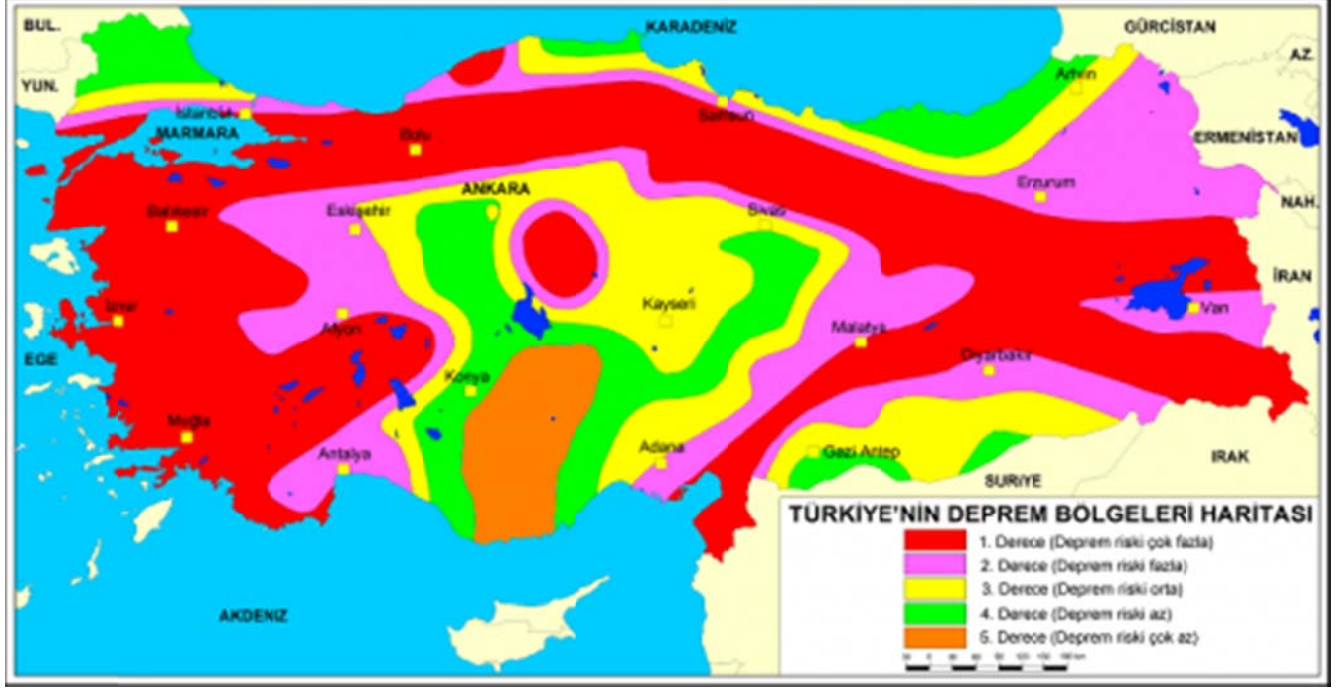 BUL.
KARADENİZ
GÜRCİSTAN
AZ.
YUN.
Artvin
İstanbul
MARMARA
Samsun
Bolu
ERMENİSTAN
Erzurum
ANKARA
NAH.
Balıkesir
Eskişehir
Sivas
İRAN
İzmir
Kayseri
Van
Afyon
Malatya
EGE
Diyarbakır
Konya
Muğla
Antalya
Adana
Gazi Antep
IRAK
SURİYE
TÜRKİYE'NİN DEPREM BÖLGELERİ HARİTASI
1. Derece (Deprem riski çok fazla)
2. Derece (Deprem riski fazla)
3. Derece (Deprem riski orta)
4. Derece (Deprem riski az)
5. Derece (Deprem riski çok az)
AKDENİZ